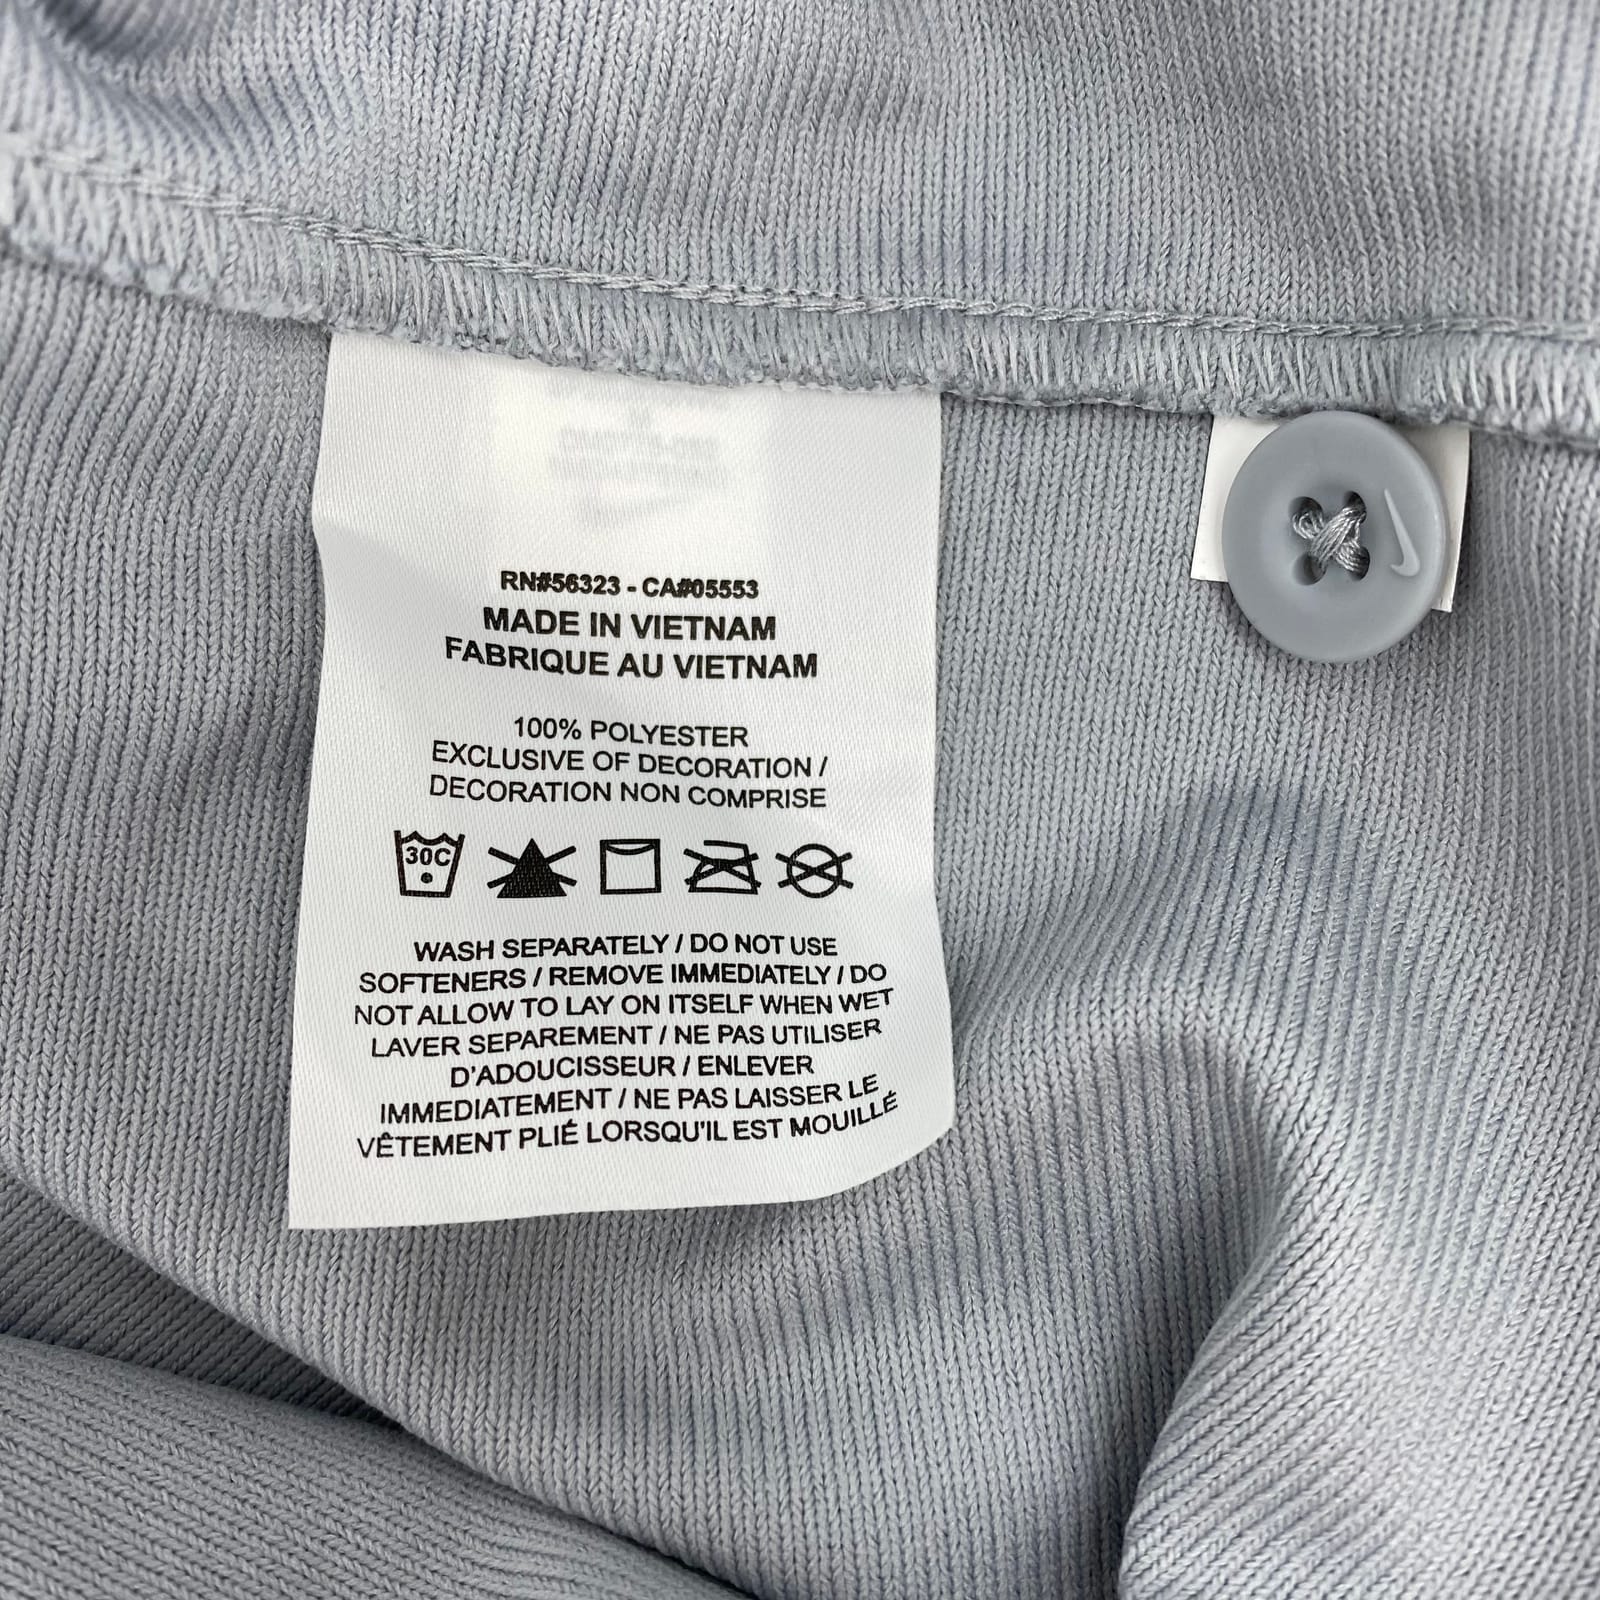 RN#56323 - CA#05553
MADE IN VIETNAM
FABRIQUE AU VIETNAM
100% POLYESTER
EXCLUSIVE OF DECORATION /
DECORATION NON COMPRISE
30C
WASH SEPARATELY / DO NOT USE
SOFTENERS / REMOVE IMMEDIATELY / DO
NOT ALLOW TO LAY ON ITSELF WHEN WET
LAVER SEPAREMENT / NE PAS UTILISER
D'ADOUCISSEUR / ENLEVER
IMMEDIATEMENT / NE PAS LAISSER LE
VÊTEMENT PLIÉ LORSQU'IL EST MOUILLÉ